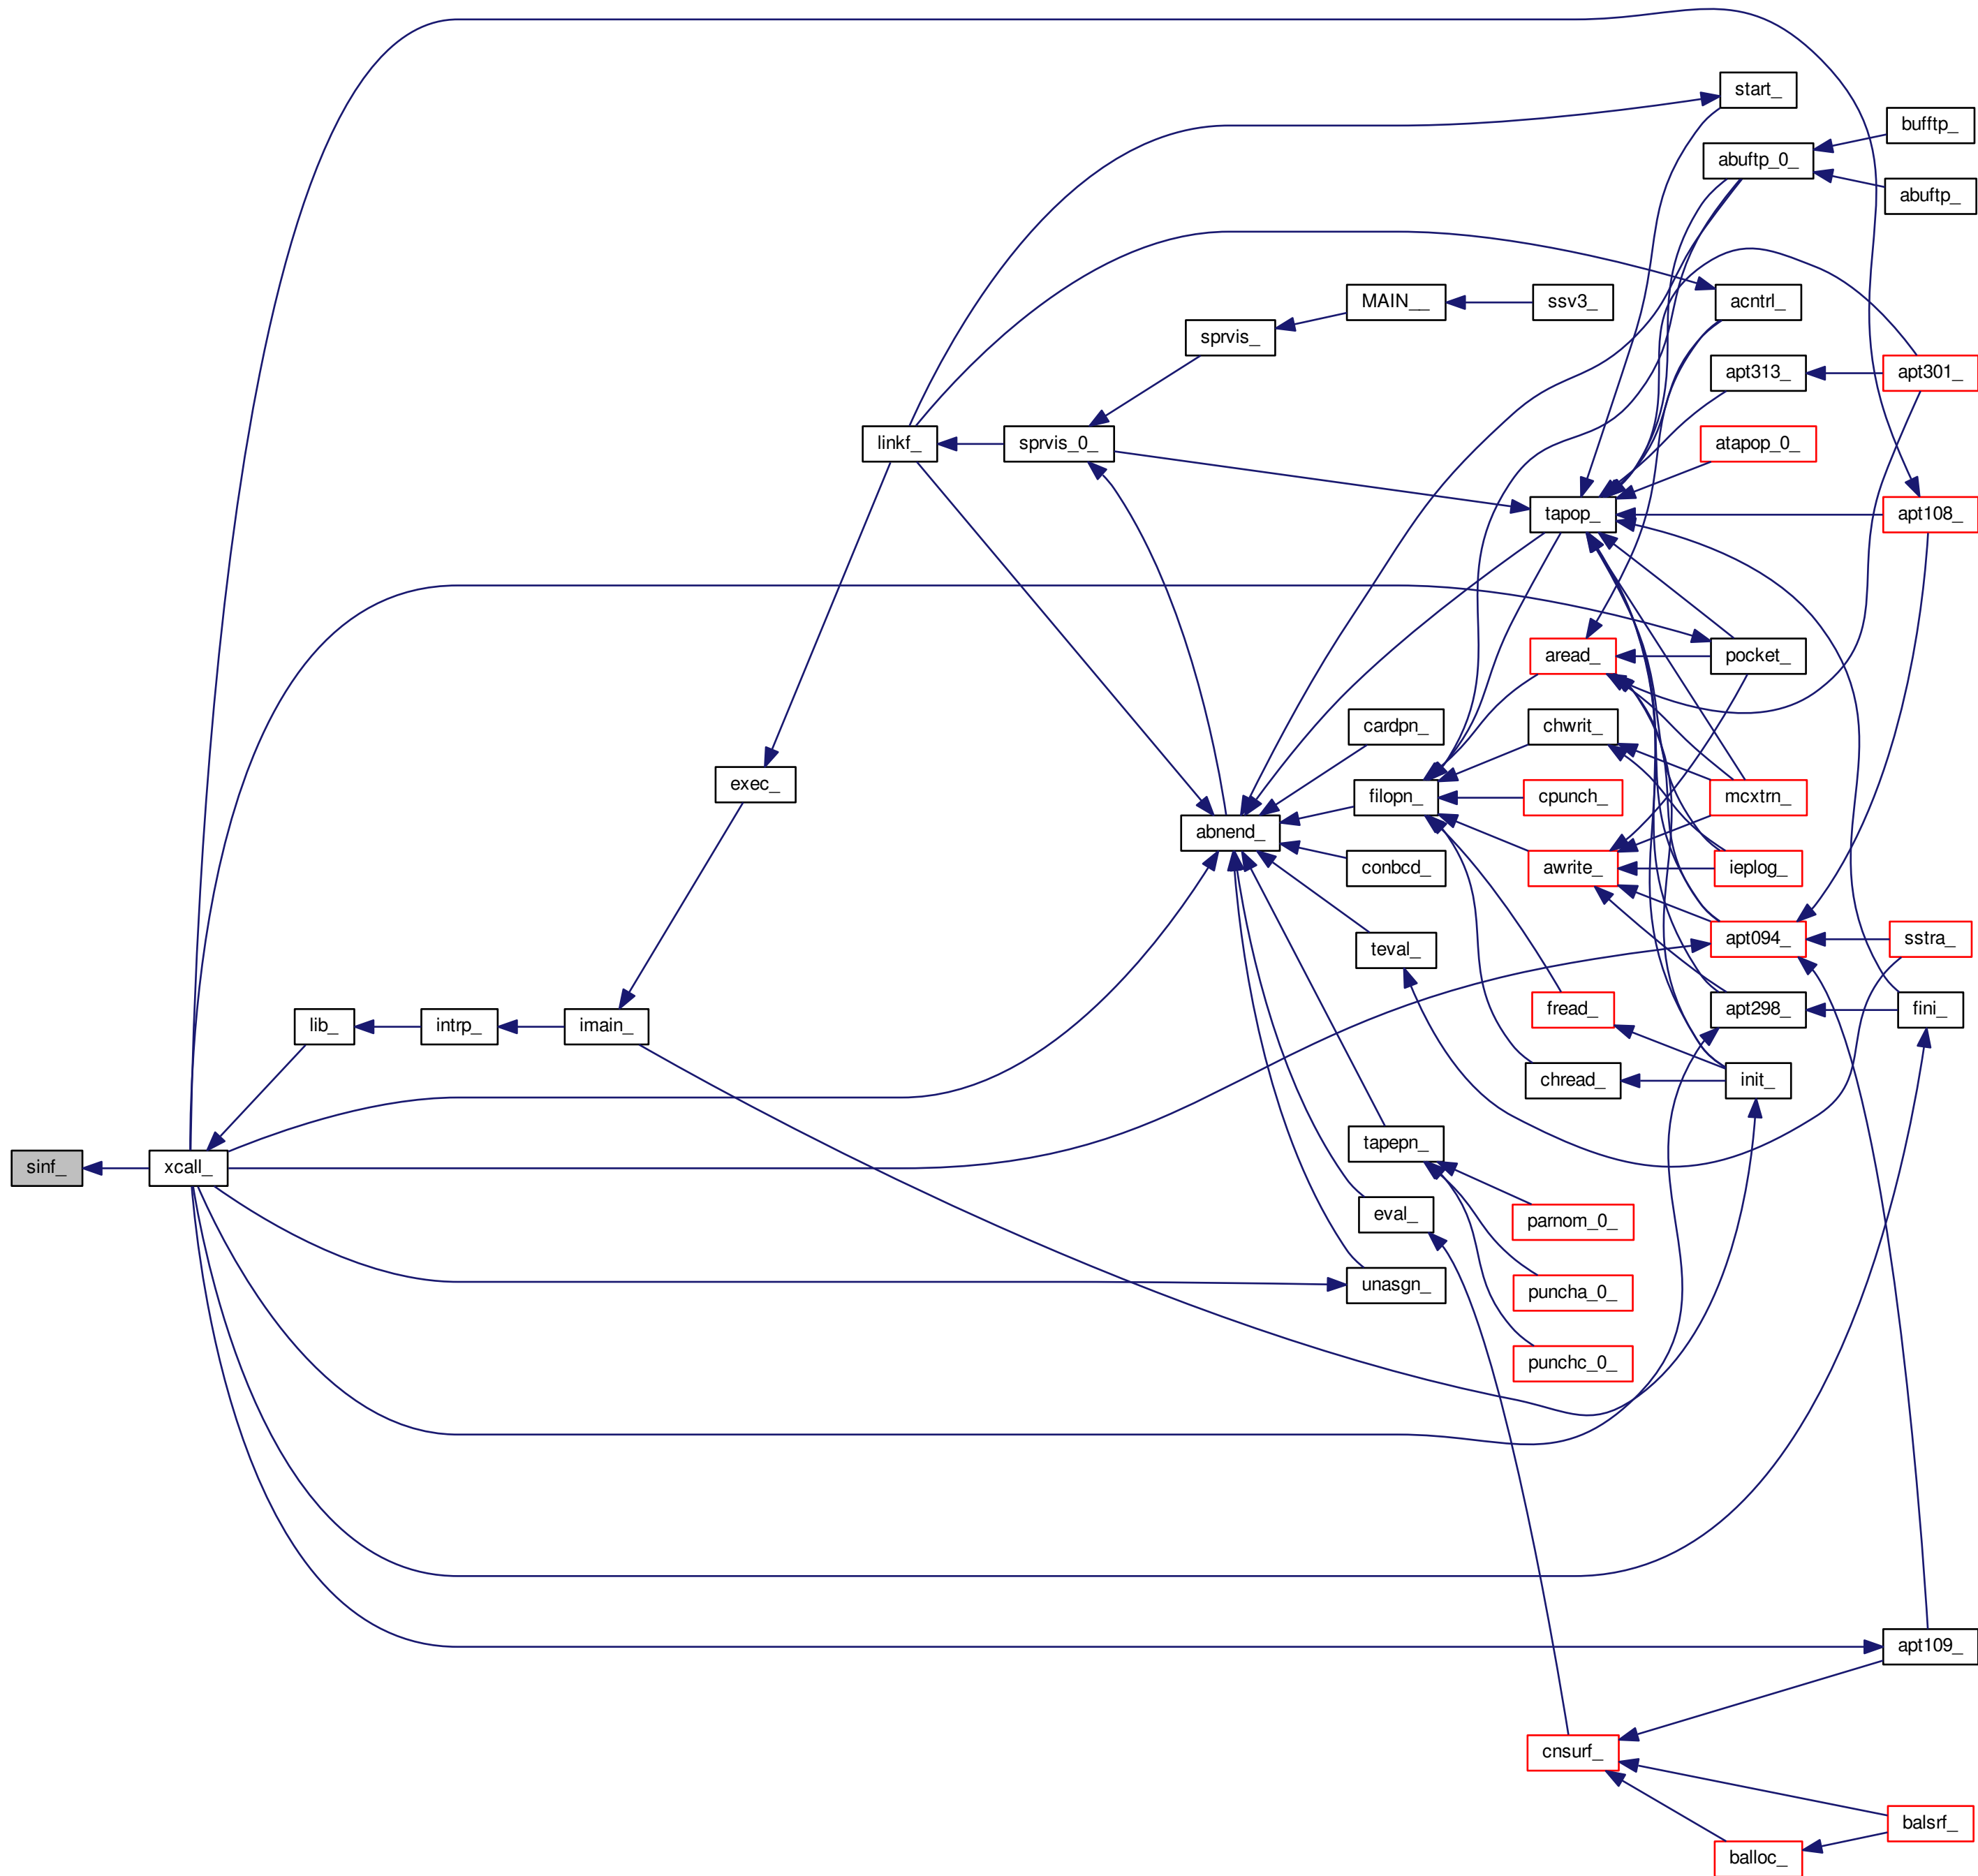 start_
bufftp_
abuftp_0_
abuftp_
MAIN__
ssv3_
acntrl_
sprvis_
apt313_
apt301_
linkf_
sprvis_0_
atapop_0_
tapop_
apt108_
aread_
pocket_
cardpn_
chwrit_
exec_
filopn_
cpunch_
mcxtrn_
abnend_
conbcd_
awrite_
ieplog_
teval_
apt094_
sstra_
lib_
intrp_
imain_
fread_
apt298_
fini_
chread_
init_
tapepn_
sinf_
xcall_
eval_
parnom_0_
unasgn_
puncha_0_
punchc_0_
apt109_
cnsurf_
balsrf_
balloc_